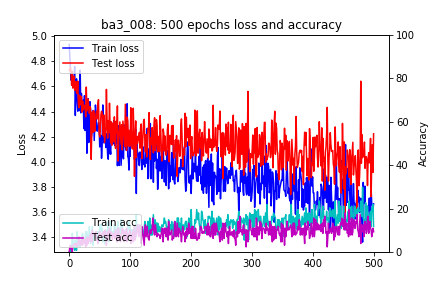 ba3_008: 500 epochs loss and accuracy
5.0
4.8
4.6
4.4
4.2
4.0
3.8
3.6
3.4
Loss
Train loss
Test loss
Train acc
Test acc
100
80
60
40
20
0
Accuracy
0 100 200 300 400 500